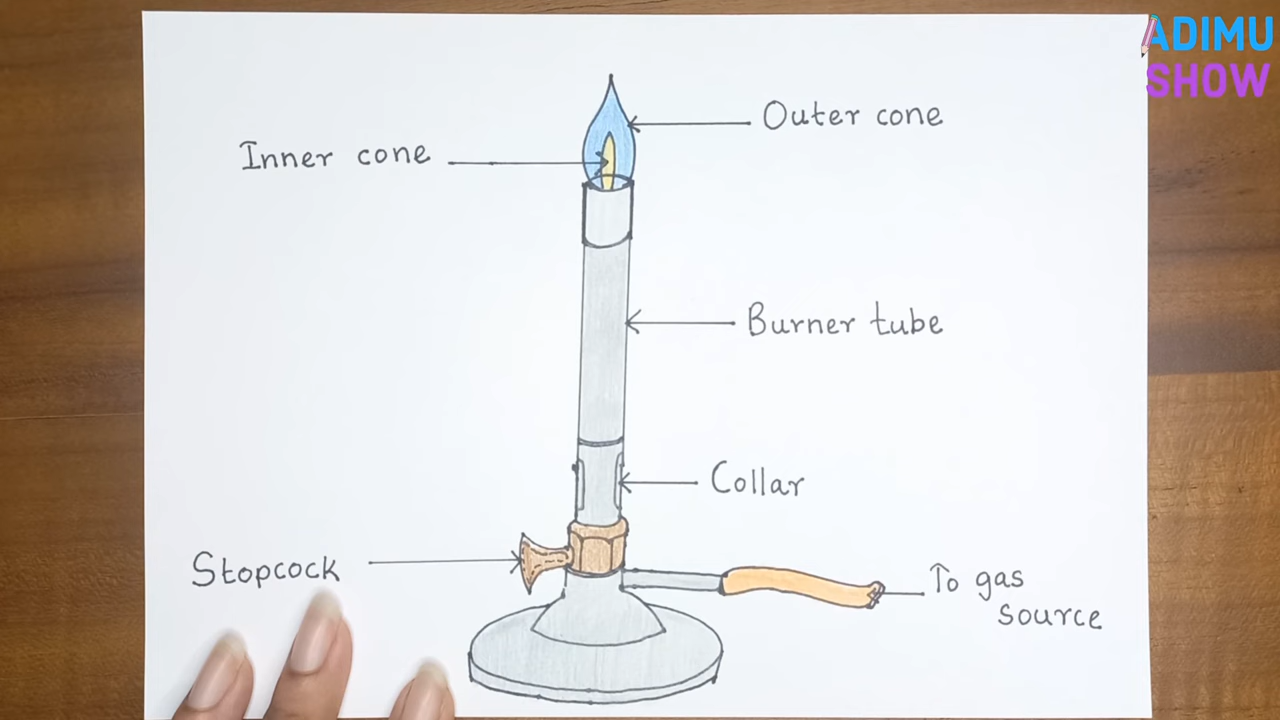 ADIMU
SHOW
Outer cone
Inner cone
Burner tube
Collar
Stopcock
To gas
source